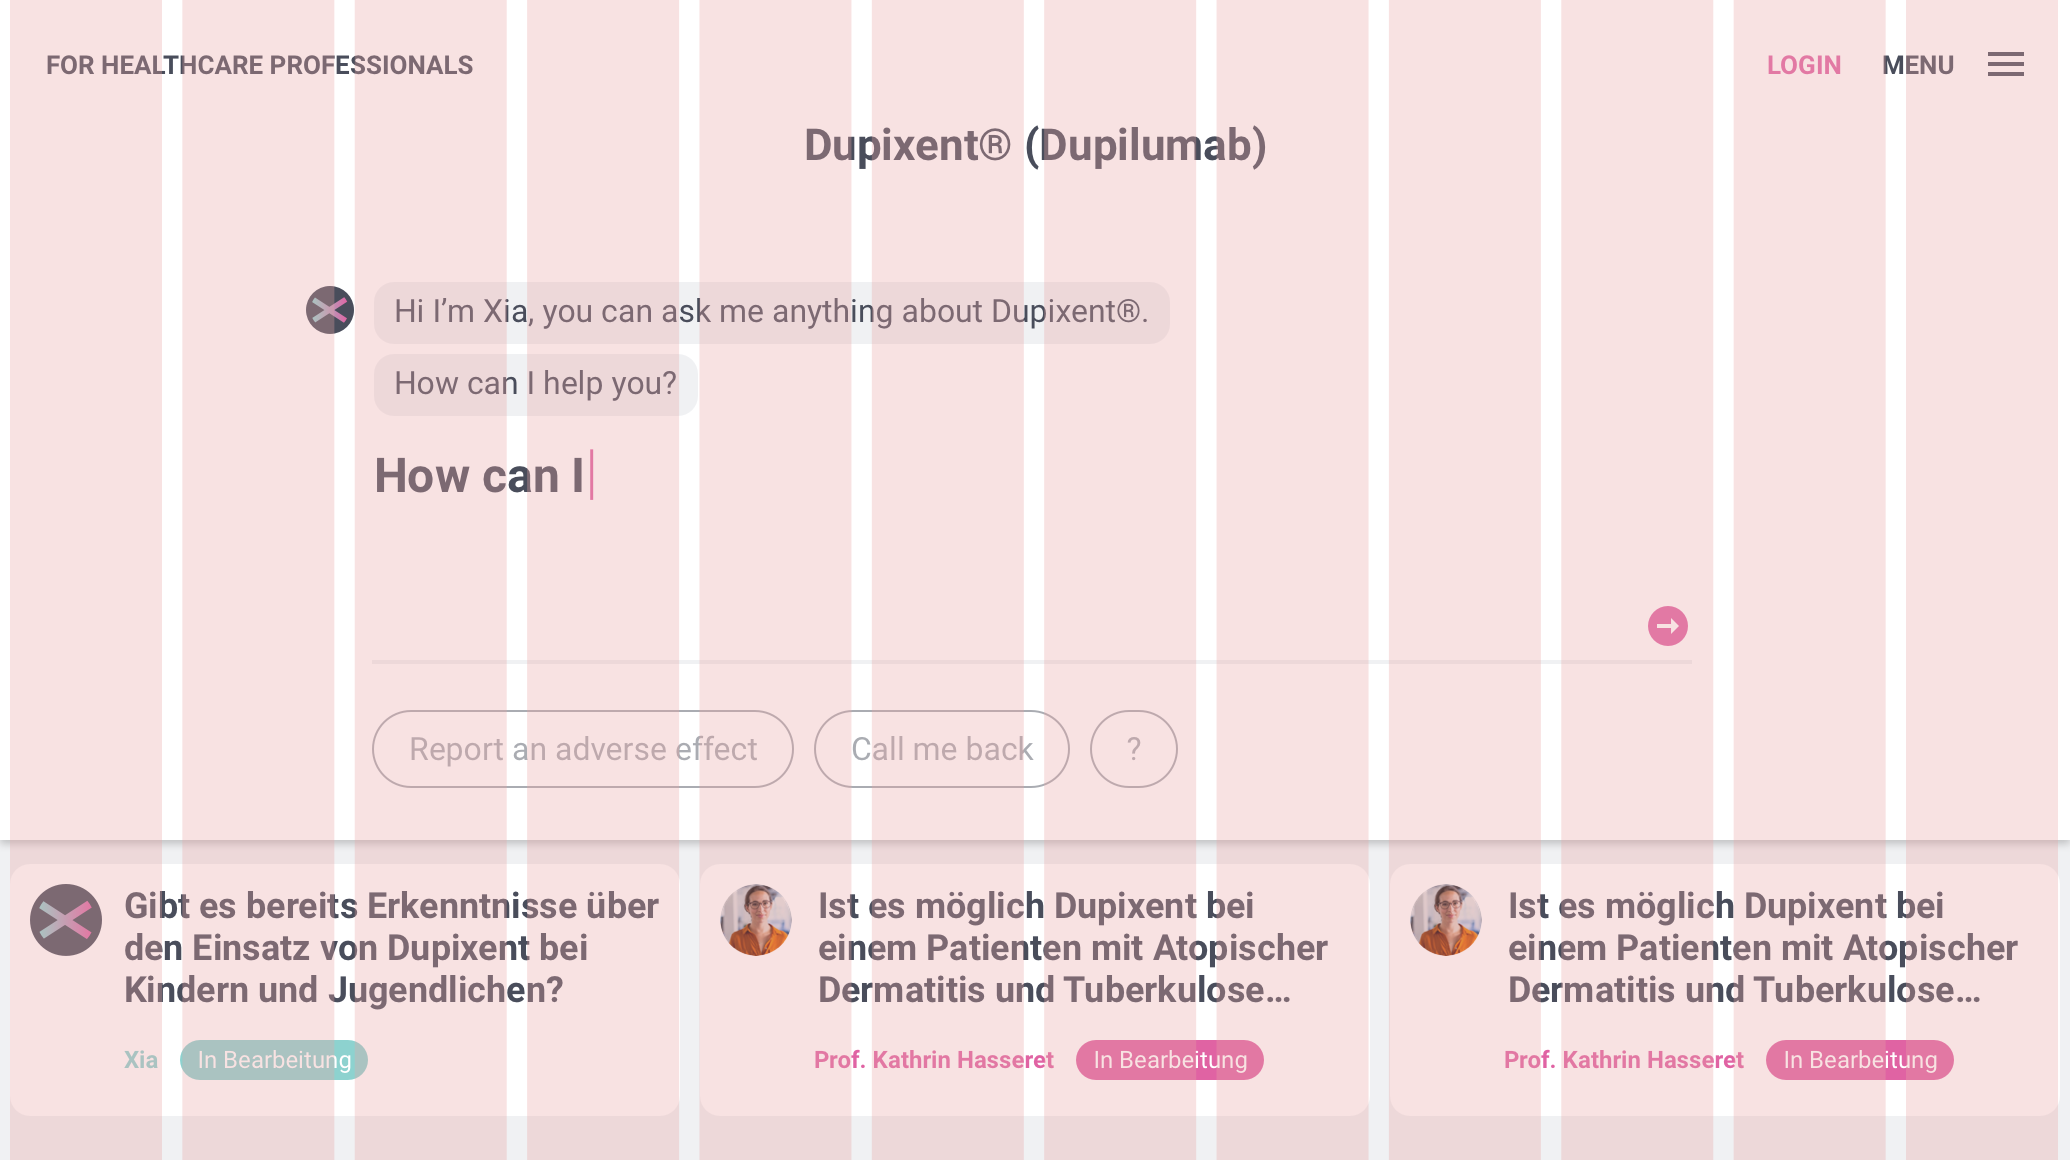 FOR HEALTHCARE PROFESSIONALS
LOGIN MENU
Dupixent® (Dupilumab)
Hi I’m Xia, you can ask me anything about Dupixent®.
How can I help you?
How can I
Report an adverse effect
Call me back
?
Gibt es bereits Erkenntnisse über
den Einsatz von Dupixent bei
Kindern und Jugendlichen?
Xia In Bearbeitung
Ist es möglich Dupixent bei
einem Patienten mit Atopischer
Dermatitis und Tuberkulose…
Prof. Kathrin Hasseret In Bearbeitung
Ist es möglich Dupixent bei
einem Patienten mit Atopischer
Dermatitis und Tuberkulose…
Prof. Kathrin Hasseret In Bearbeitung